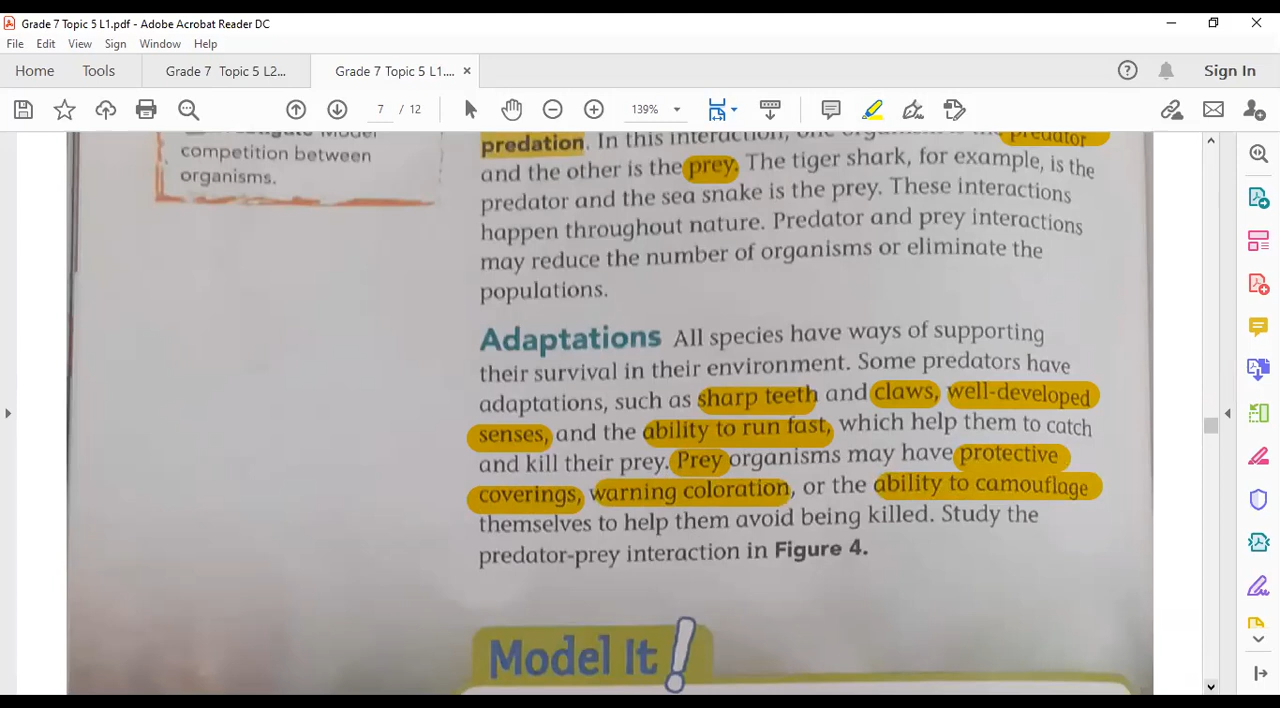 Grade 7 Topic 5 L1.pdf - Adobe Acrobat Reader DC
File Edit View Sign Window Help
Home Tools Grade 7 Topic 5 L2... Grade 7 Topic 5 L1.... × Sign In
7 / 12 139%
Model
competition between
organisms.
predation. In this interaction, one organism is the predator
and the other is the prey. The tiger shark, for example, is the
predator and the sea snake is the prey. These interactions
happen throughout nature. Predator and prey interactions
may reduce the number of organisms or eliminate the
populations.
Adaptations All species have ways of supporting
their survival in their environment. Some predators have
adaptations, such as sharp teeth and claws, well-developed
senses, and the ability to run fast, which help them to catch
and kill their prey. Prey organisms may have protective
coverings, warning coloration, or the ability to camouflage
themselves to help them avoid being killed. Study the
predator-prey interaction in Figure 4.
Model It!